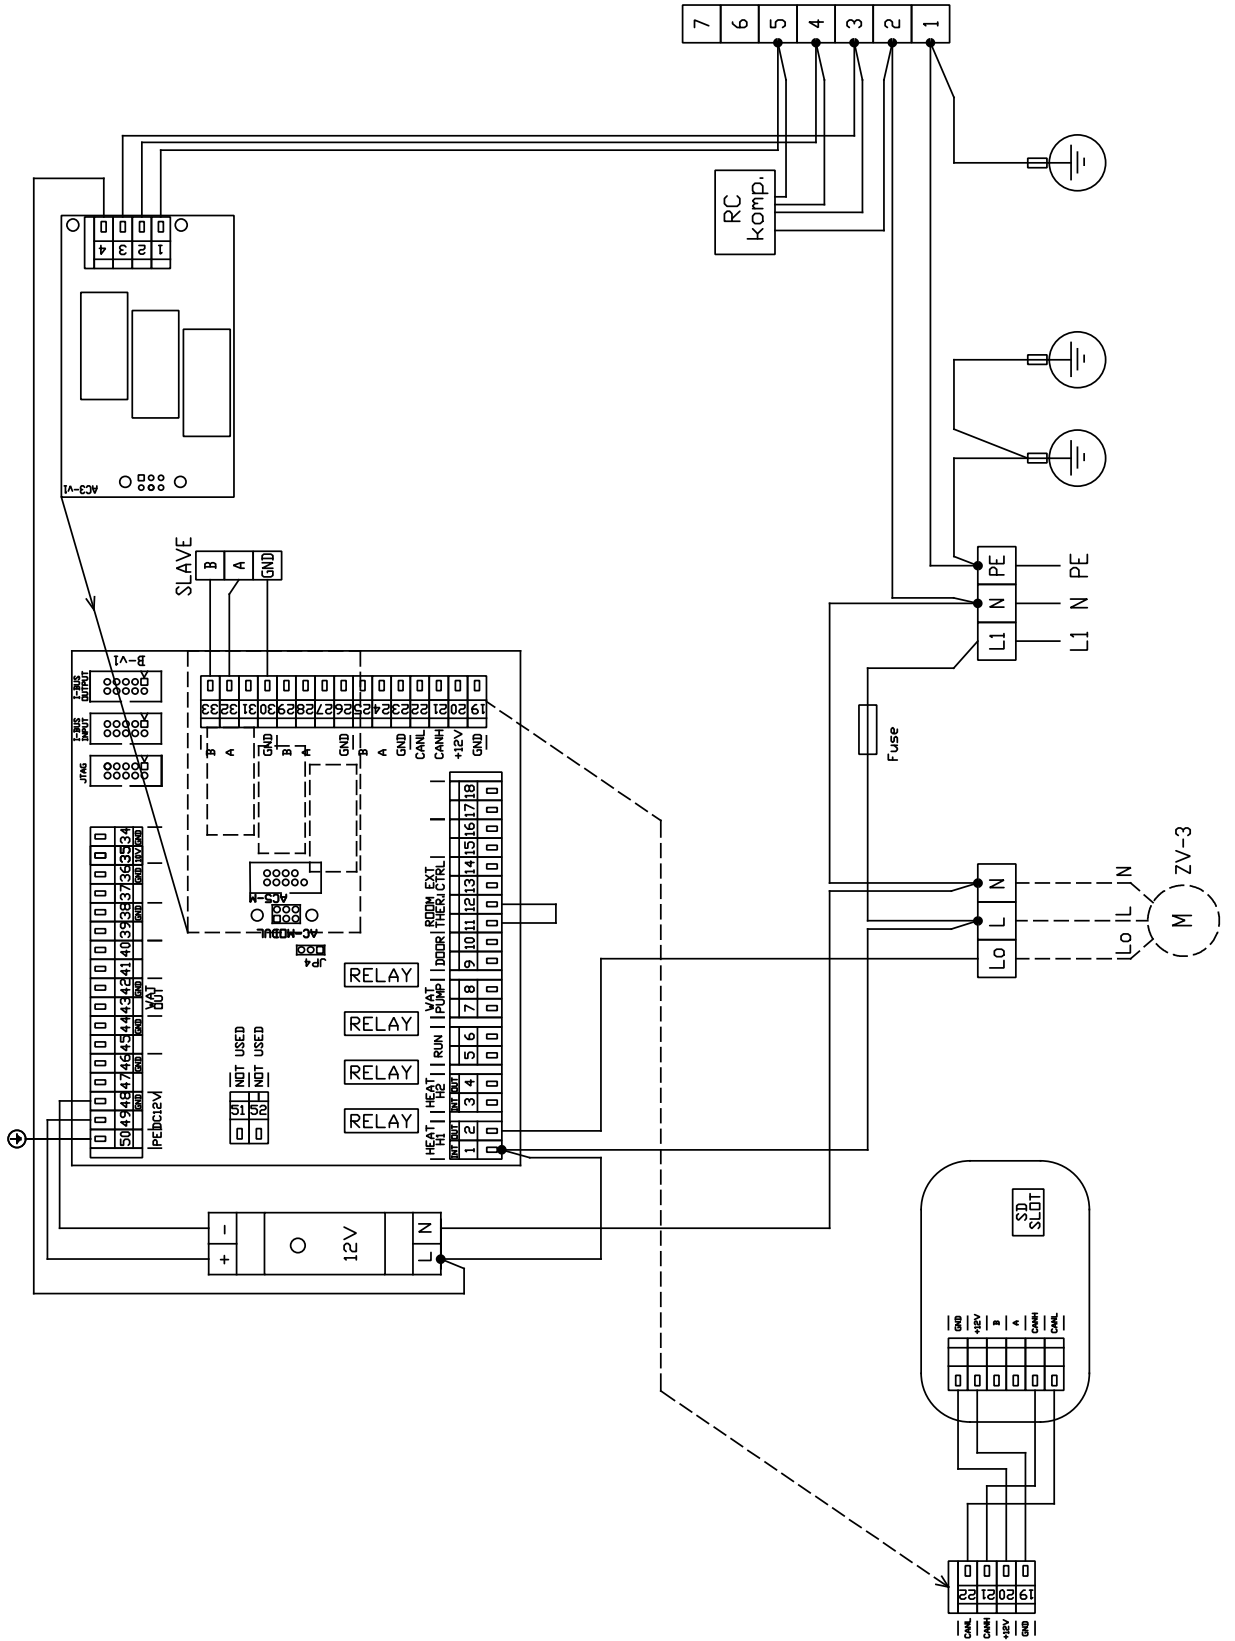 7 6 5 4 3 2 1
RC
komp.
4 3 2 1
AC3-v1
SLAVE
B
A
GND
B-v1
I-BUS
OUTPUT
I-BUS
INPUT
JTAG
33 32 31 30 29 28 27 26 25 24 23 22 21 20 19
B
A
GND
B
A
GND
B
A
GND
CANL
CANH
+12V
GND
34 35 36 37 38 39 40 41 42 43 44 45 46 47 48 49 50
GND
10V
GND
GND
GND
GND
GND
GND
WAT
OUT
DC12V
PE
AC5-M
AC-MODUL
JP4
RELAY
RELAY
RELAY
RELAY
51 NOT USED
52 NOT USED
18 17 16 15 14 13 12 11 10 9 8 7 6 5 4 3 2 1
EXT
CTRL
ROOM
THER.
DOOR
WAT
PUMP
RUN
HEAT
H2
OUT
INT
HEAT
H1
OUT
INT
- +
12V
N
L
PE
N
L1
PE
N
L1
Fuse
N
L
Lo
N
L
Lo
M
ZV-3
SD
SLOT
GND
+12V
B
A
CANH
CANL
22 21 20 19
CANL
CANH
+12V
GND